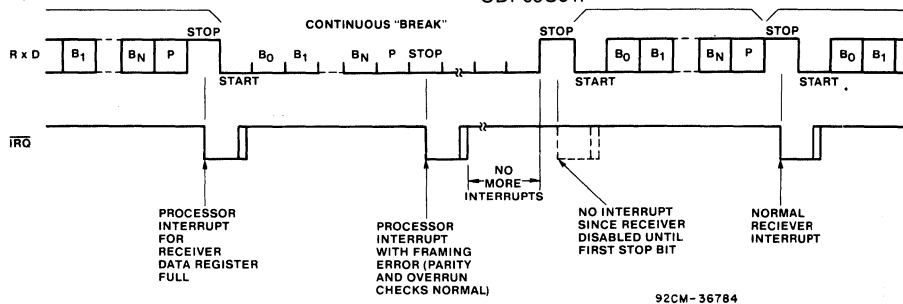 CONTINUOUS "BREAK"
STOP
STOP
STOP
R x D
B1
BN
P
B0
B1
BN
P
STOP
B0
B1
BN
P
B0
B1
START
START
START
IRQ
NO
MORE
INTERRUPTS
PROCESSOR
INTERRUPT
FOR
RECEIVER
DATA REGISTER
FULL
PROCESSOR
INTERRUPT
WITH FRAMING
ERROR (PARITY
AND OVERRUN
CHECKS NORMAL)
NO INTERRUPT
SINCE RECEIVER
DISABLED UNTIL
FIRST STOP BIT
NORMAL
RECIEVER
INTERRUPT
92CM-36784